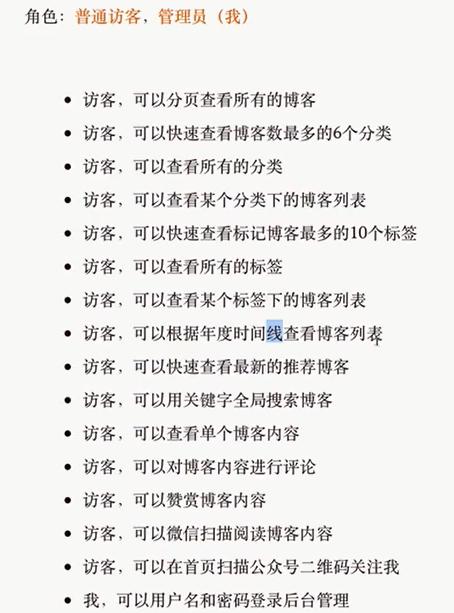 角色：普通访客，管理员（我）
• 访客，可以分页查看所有的博客
• 访客，可以快速查看博客数最多的6个分类
• 访客，可以查看所有的分类
• 访客，可以查看某个分类下的博客列表
• 访客，可以快速查看标记博客最多的10个标签
• 访客，可以查看所有的标签
• 访客，可以查看某个标签下的博客列表
• 访客，可以根据年度时间线查看博客列表
• 访客，可以快速查看最新的推荐博客
• 访客，可以用关键字全局搜索博客
• 访客，可以查看单个博客内容
• 访客，可以对博客内容进行评论
• 访客，可以赞赏博客内容
• 访客，可以微信扫描阅读博客内容
• 访客，可以在首页扫描公众号二维码关注我
• 我，可以用户名和密码登录后台管理